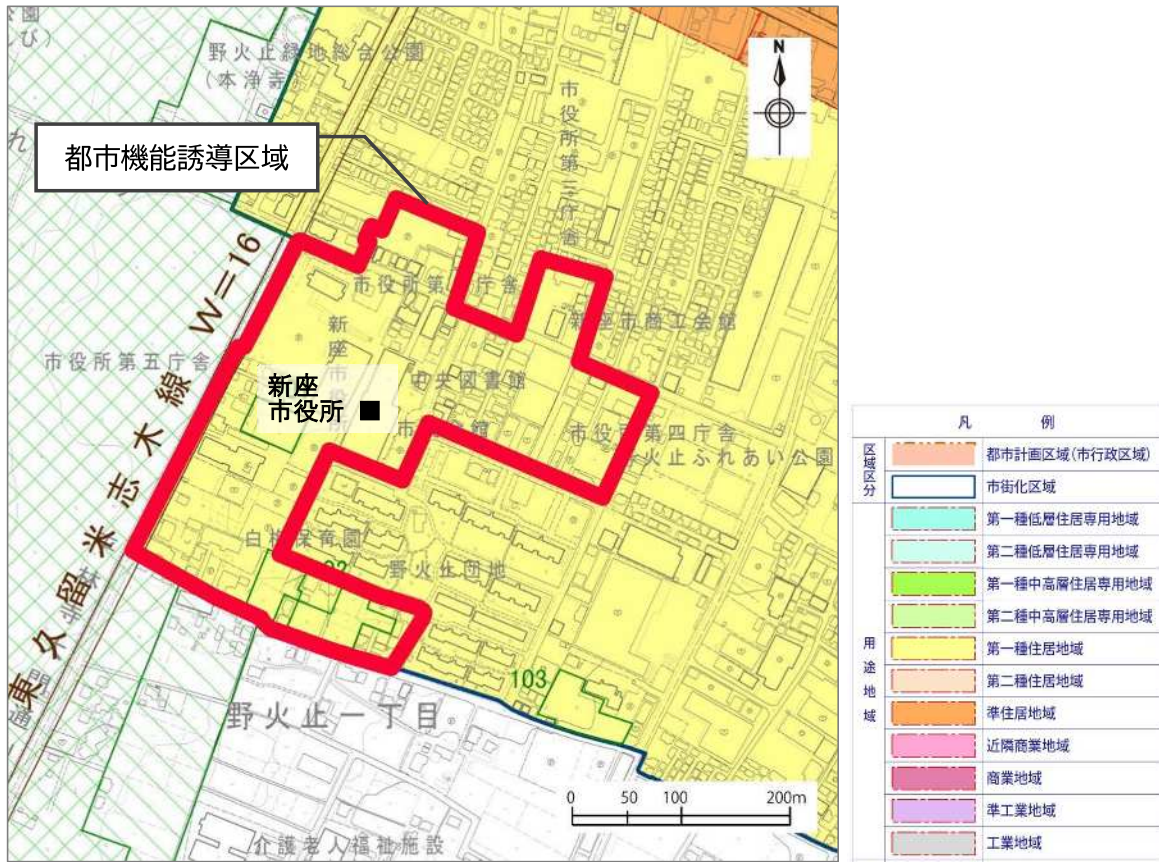 野火止緑地総合公園
(本浄寺)
都市機能誘導区域
N
市役所第三庁舎
東久留米志木線 W=16
市役所第五庁舎
新座市商工会館
新座
市役所 ■
中央図書館
市役所第四庁舎
火止ふれあい公園
野火止団地
103
野火止一丁目
介護老人福祉施設
0 50 100 200m
凡例
区域区分
都市計画区域(市行政区域)
市街化区域
用途地域
第一種低層住居専用地域
第二種低層住居専用地域
第一種中高層住居専用地域
第二種中高層住居専用地域
第一種住居地域
第二種住居地域
準住居地域
近隣商業地域
商業地域
準工業地域
工業地域